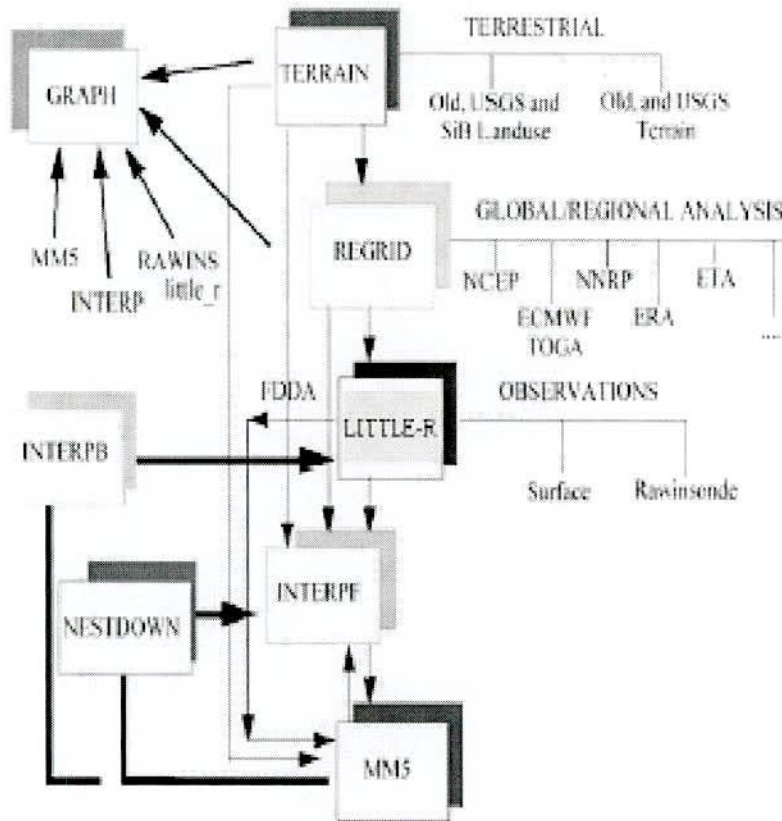 TERRESTRIAL
TERRAIN
GRAPH
Old, USGS and
SiB Landuse
Old, and USGS
Terrain
GLOBAL/REGIONAL ANALYSIS
REGRID
MM5
RAWINS
little_r
INTERP
NCEP
NNRP
ETA
ECMWF
TOGA
ERA
....
FDDA
OBSERVATIONS
LITTLE-R
INTERPB
Surface
Rawinsonde
INTERPF
NESTDOWN
MM5